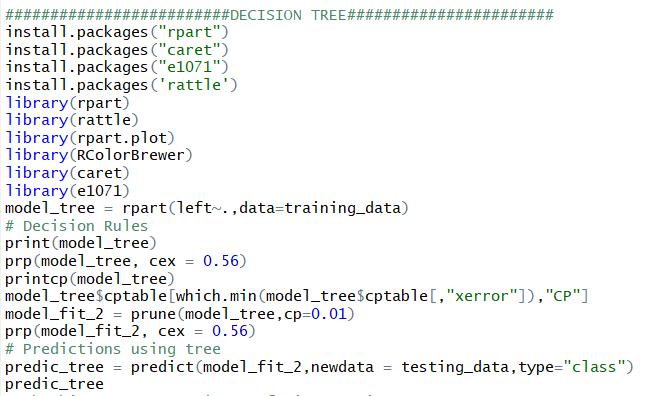 #########################DECISION TREE#######################
install.packages("rpart")
install.packages("caret")
install.packages("e1071")
install.packages('rattle')
library(rpart)
library(rattle)
library(rpart.plot)
library(RColorBrewer)
library(caret)
library(e1071)
model_tree = rpart(left~.,data=training_data)
# Decision Rules
print(model_tree)
prp(model_tree, cex = 0.56)
printcp(model_tree)
model_tree$cptable[which.min(model_tree$cptable[,"xerror"]),"CP"]
model_fit_2 = prune(model_tree,cp=0.01)
prp(model_fit_2, cex = 0.56)
# Predictions using tree
predic_tree = predict(model_fit_2,newdata = testing_data,type="class")
predic_tree